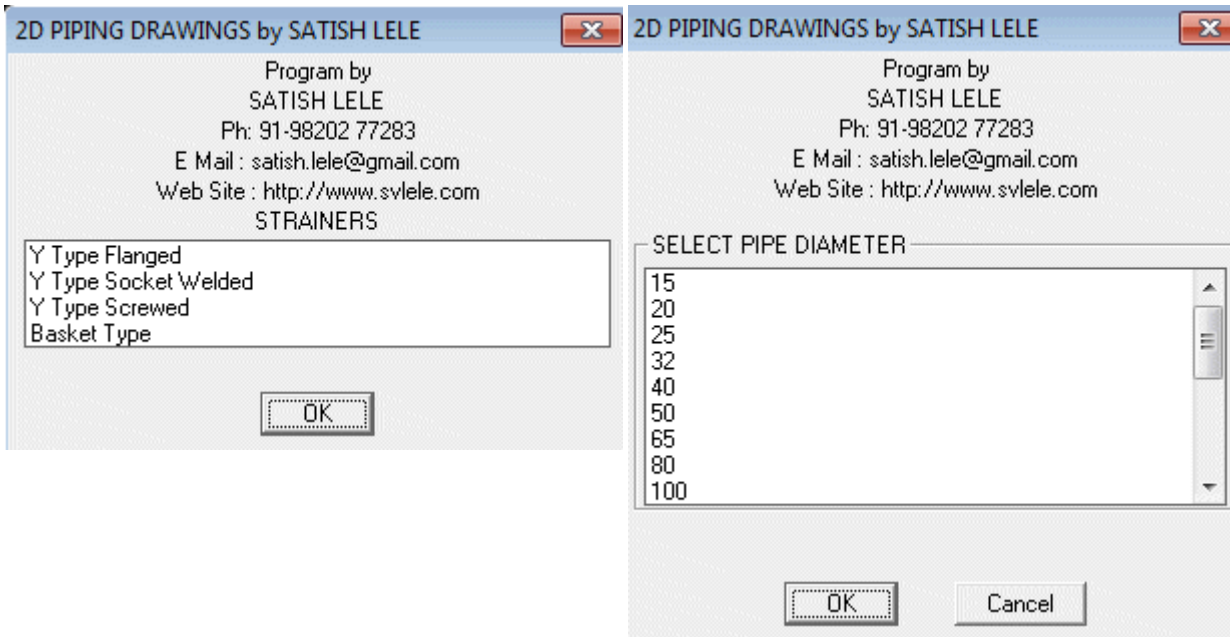 2D PIPING DRAWINGS by SATISH LELE
Program by
SATISH LELE
Ph: 91-98202 77283
E Mail : satish.lele@gmail.com
Web Site : http://www.svlele.com
STRAINERS
Y Type Flanged
Y Type Socket Welded
Y Type Screwed
Basket Type
OK
2D PIPING DRAWINGS by SATISH LELE
Program by
SATISH LELE
Ph: 91-98202 77283
E Mail : satish.lele@gmail.com
Web Site : http://www.svlele.com
SELECT PIPE DIAMETER
15
20
25
32
40
50
65
80
100
OK
Cancel